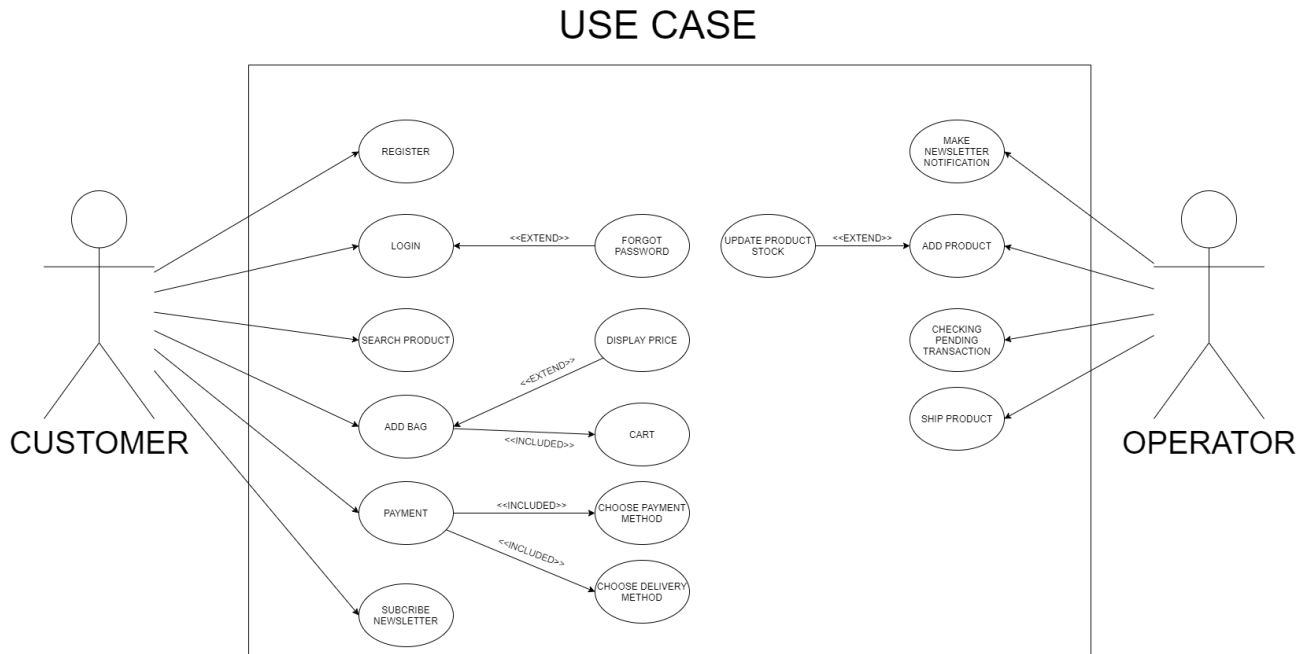 USE CASE
REGISTER
MAKE
NEWSLETTER
NOTIFICATION
LOGIN
<<EXTEND>>
FORGOT
PASSWORD
UPDATE PRODUCT
STOCK
<<EXTEND>>
ADD PRODUCT
SEARCH PRODUCT
DISPLAY PRICE
CHECKING
PENDING
TRANSACTION
<<EXTEND>>
ADD BAG
<<INCLUDED>>
CART
SHIP PRODUCT
CUSTOMER
OPERATOR
PAYMENT
<<INCLUDED>>
CHOOSE PAYMENT
METHOD
<<INCLUDED>>
CHOOSE DELIVERY
METHOD
SUBCRIBE
NEWSLETTER